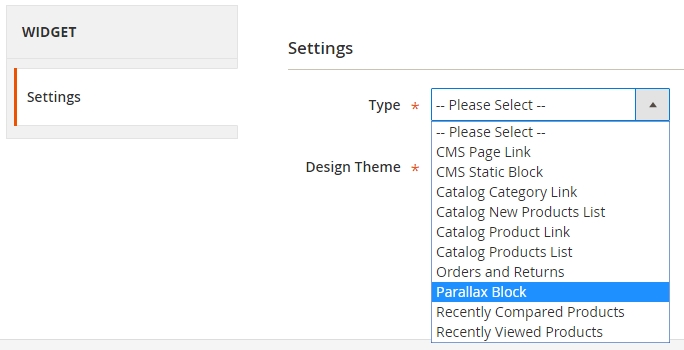 WIDGET
Settings
Settings
Type *
-- Please Select --
-- Please Select --
CMS Page Link
CMS Static Block
Catalog Category Link
Catalog New Products List
Catalog Product Link
Catalog Products List
Orders and Returns
Parallax Block
Recently Compared Products
Recently Viewed Products
Design Theme *